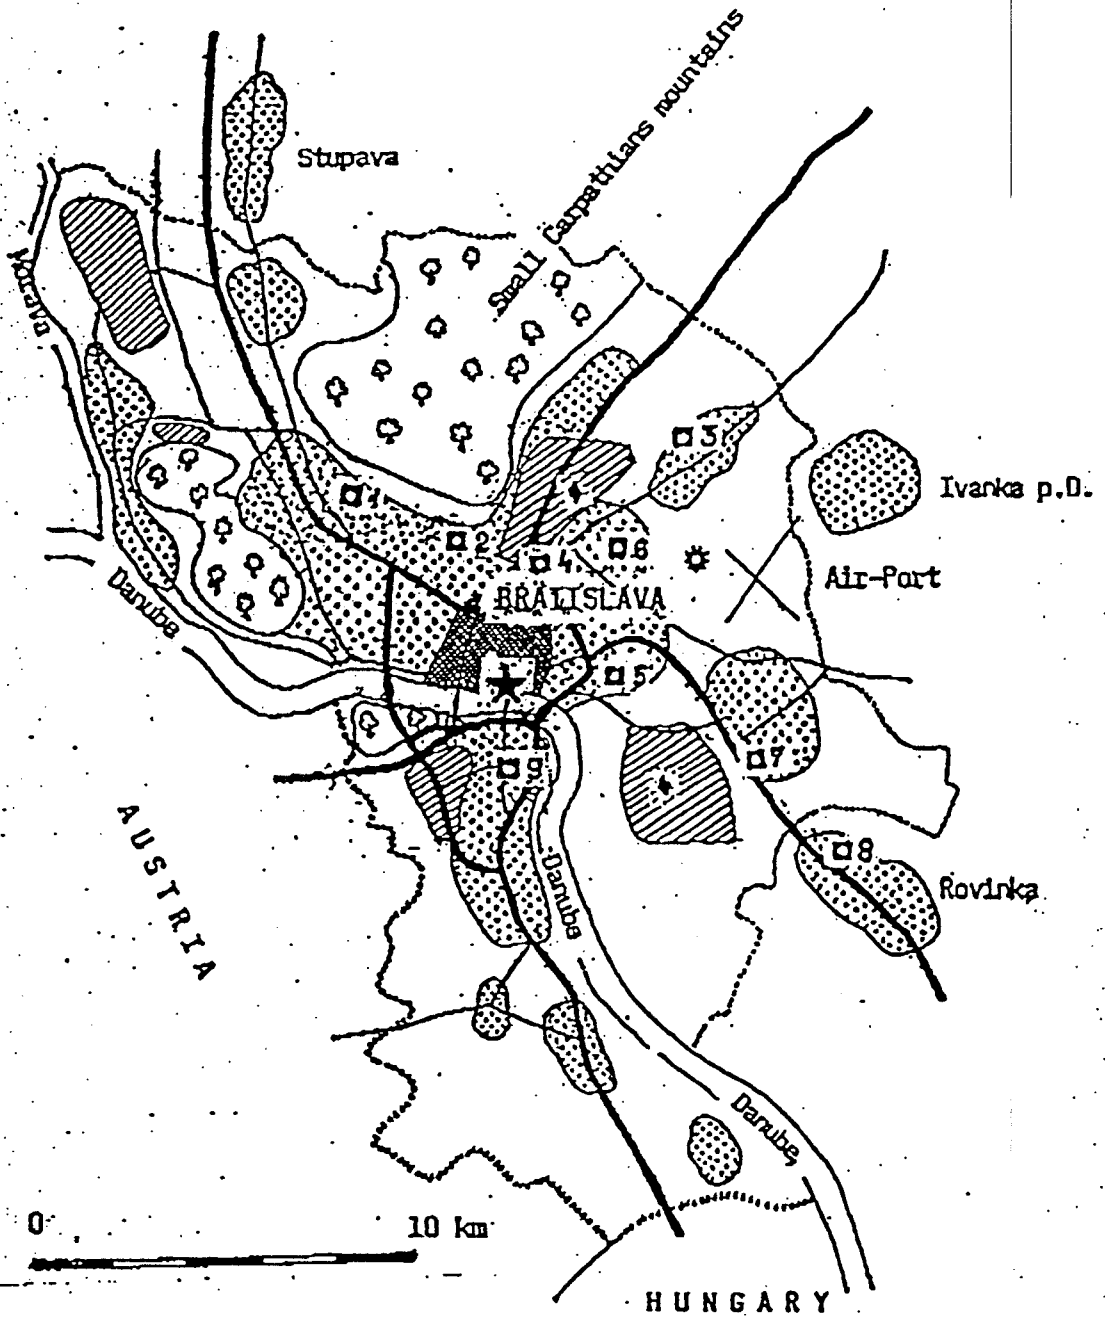 Small Carpathians mountains
Stupava
Morava
3
Ivanka p.D.
1
2
4
6
Air-Port
BRATISLAVA
Danube
5
7
9
AUSTRIA
8
Danube
Rovinka
Danube
0
10 km
HUNGARY